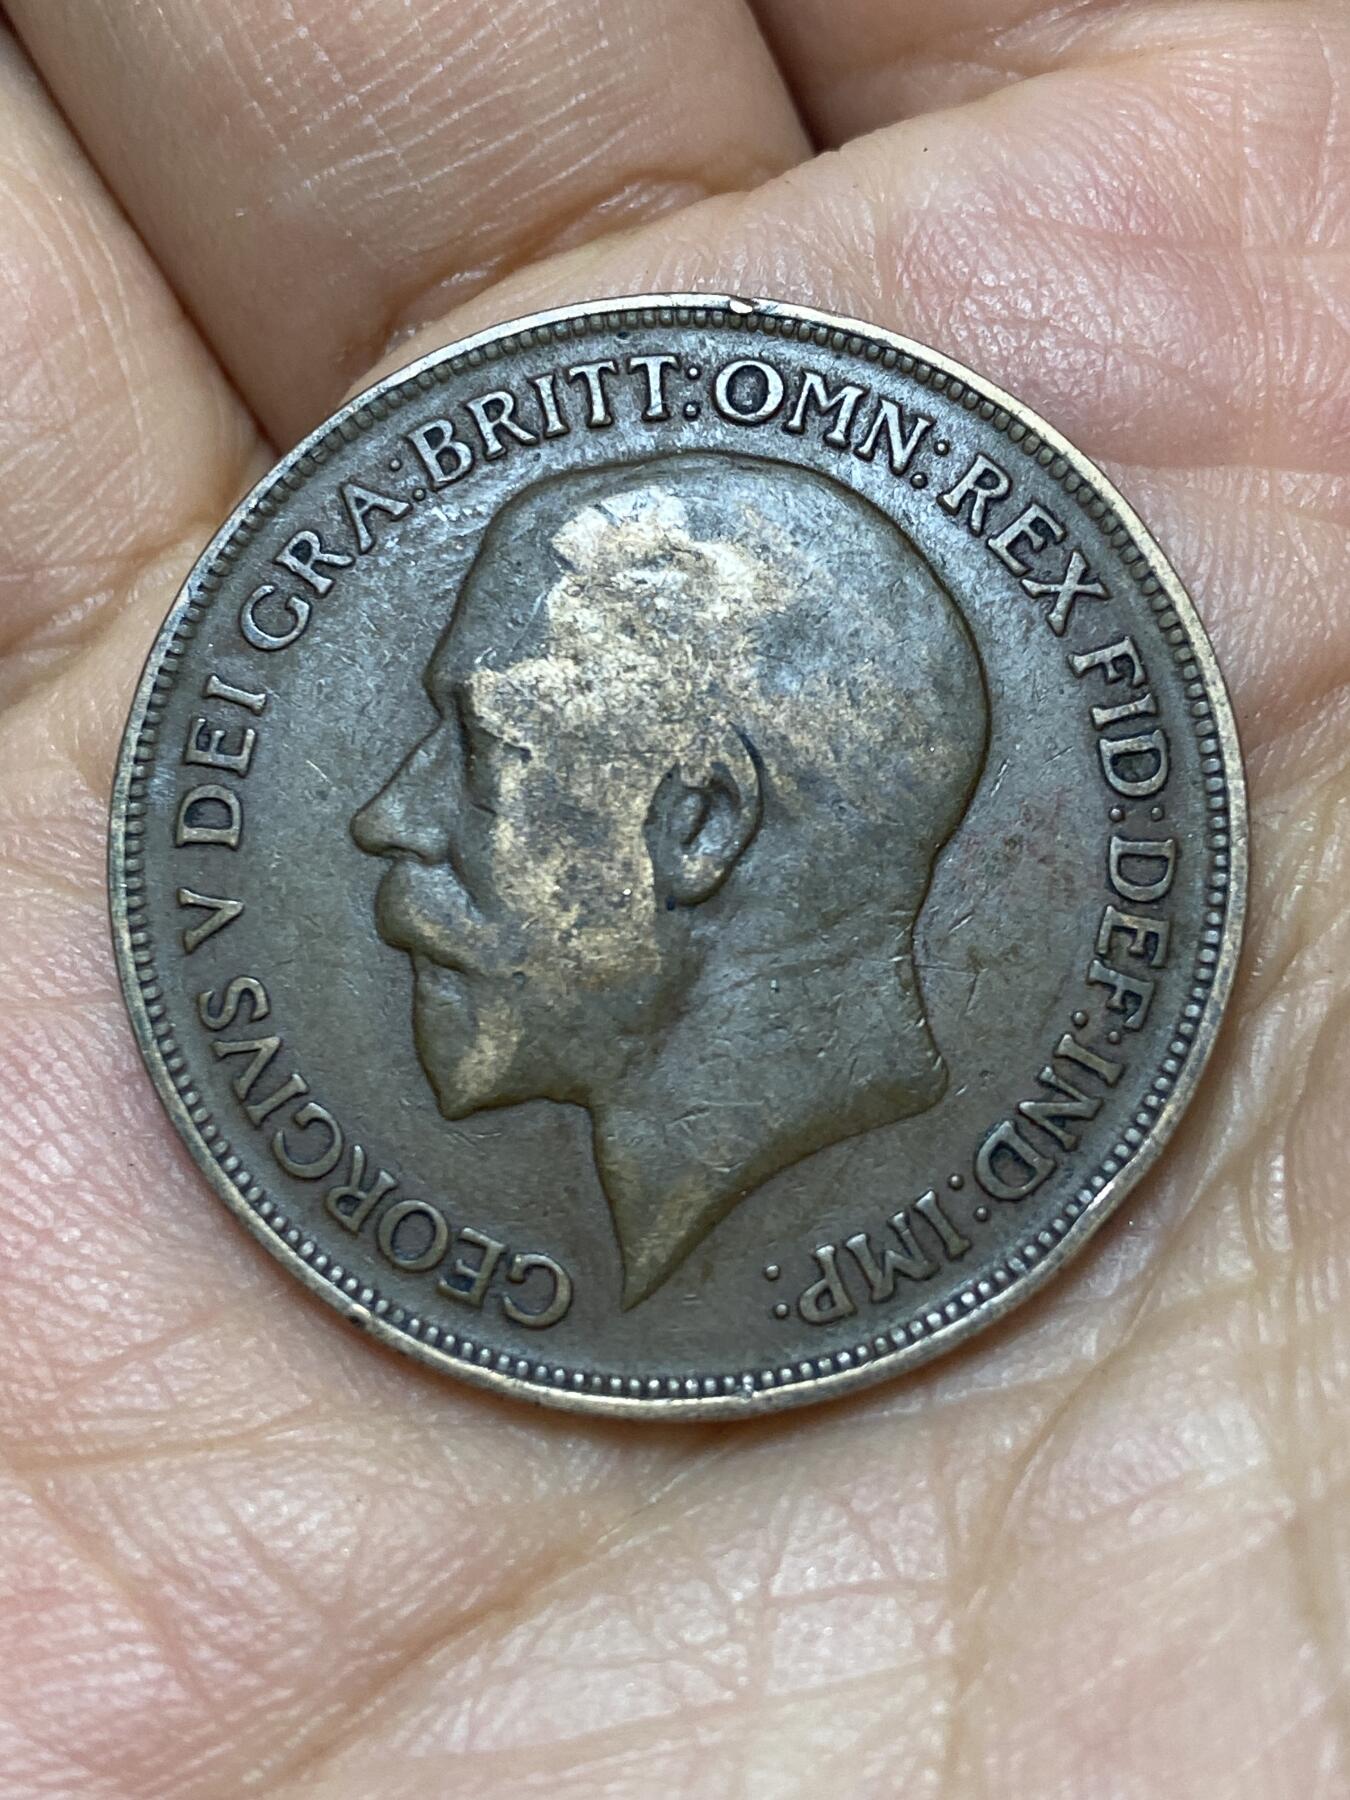 GEORGIVS V DEI GRA:BRITT:OMN:REX FID:DEF:IND:IMP: